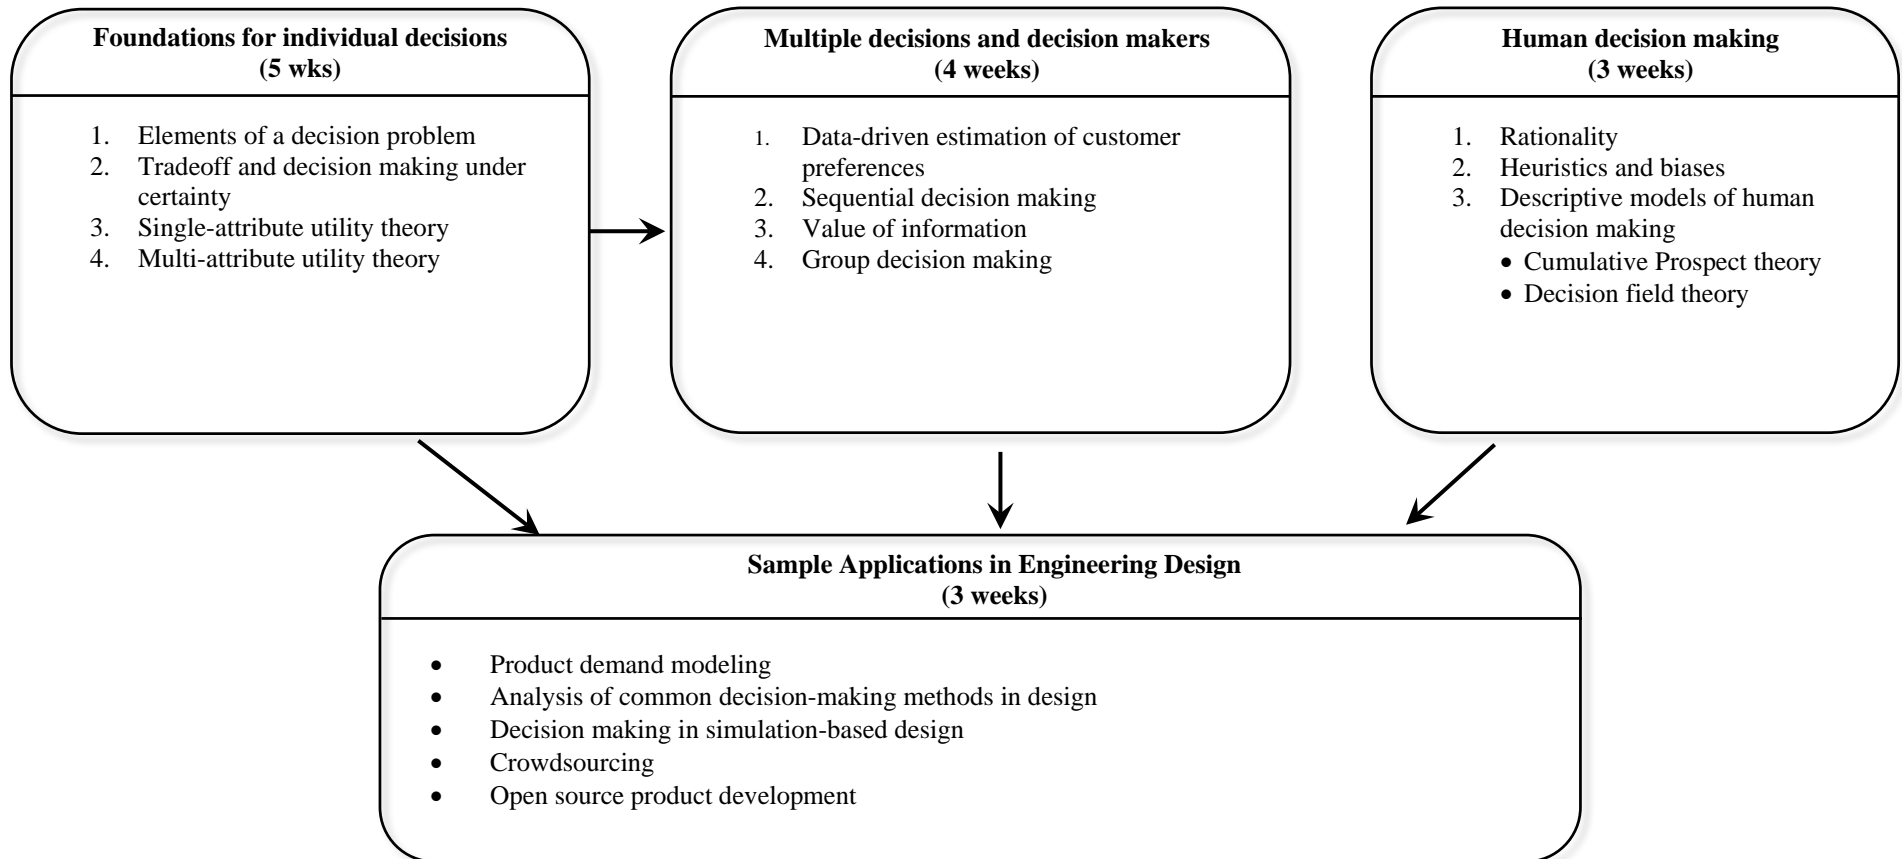 Foundations for individual decisions
(5 wks)
1. Elements of a decision problem
2. Tradeoff and decision making under
certainty
3. Single-attribute utility theory
4. Multi-attribute utility theory
Multiple decisions and decision makers
(4 weeks)
1. Data-driven estimation of customer
preferences
2. Sequential decision making
3. Value of information
4. Group decision making
Human decision making
(3 weeks)
1. Rationality
2. Heuristics and biases
3. Descriptive models of human
decision making
• Cumulative Prospect theory
• Decision field theory
Sample Applications in Engineering Design
(3 weeks)
• Product demand modeling
• Analysis of common decision-making methods in design
• Decision making in simulation-based design
• Crowdsourcing
• Open source product development